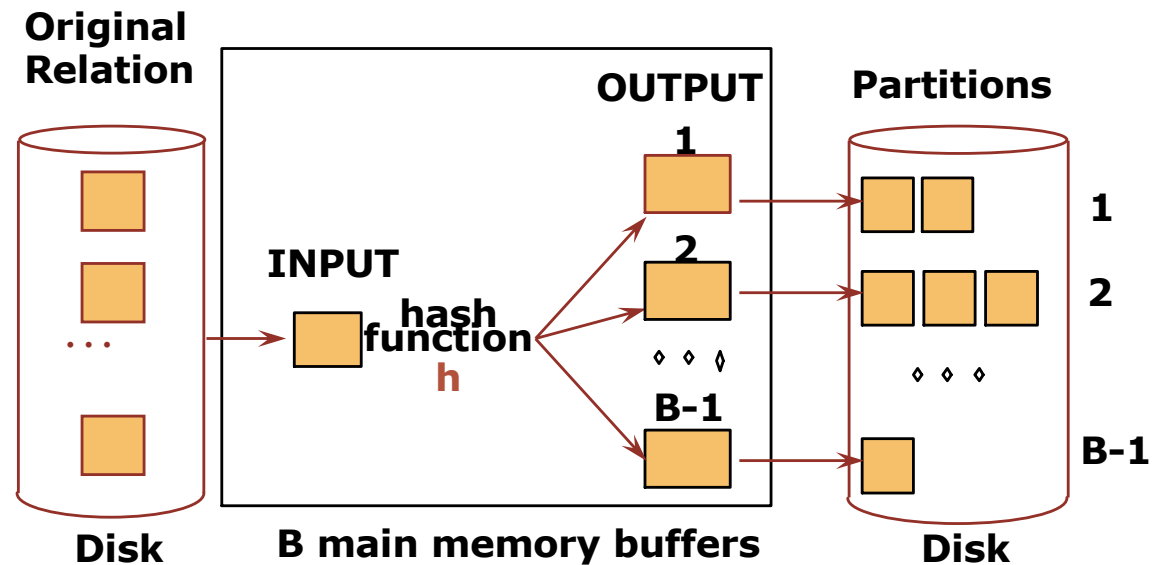 Original
Relation
OUTPUT
Partitions
1
1
INPUT
2
2
hash
function
h
. . .
B-1
B-1
Disk
B main memory buffers
Disk